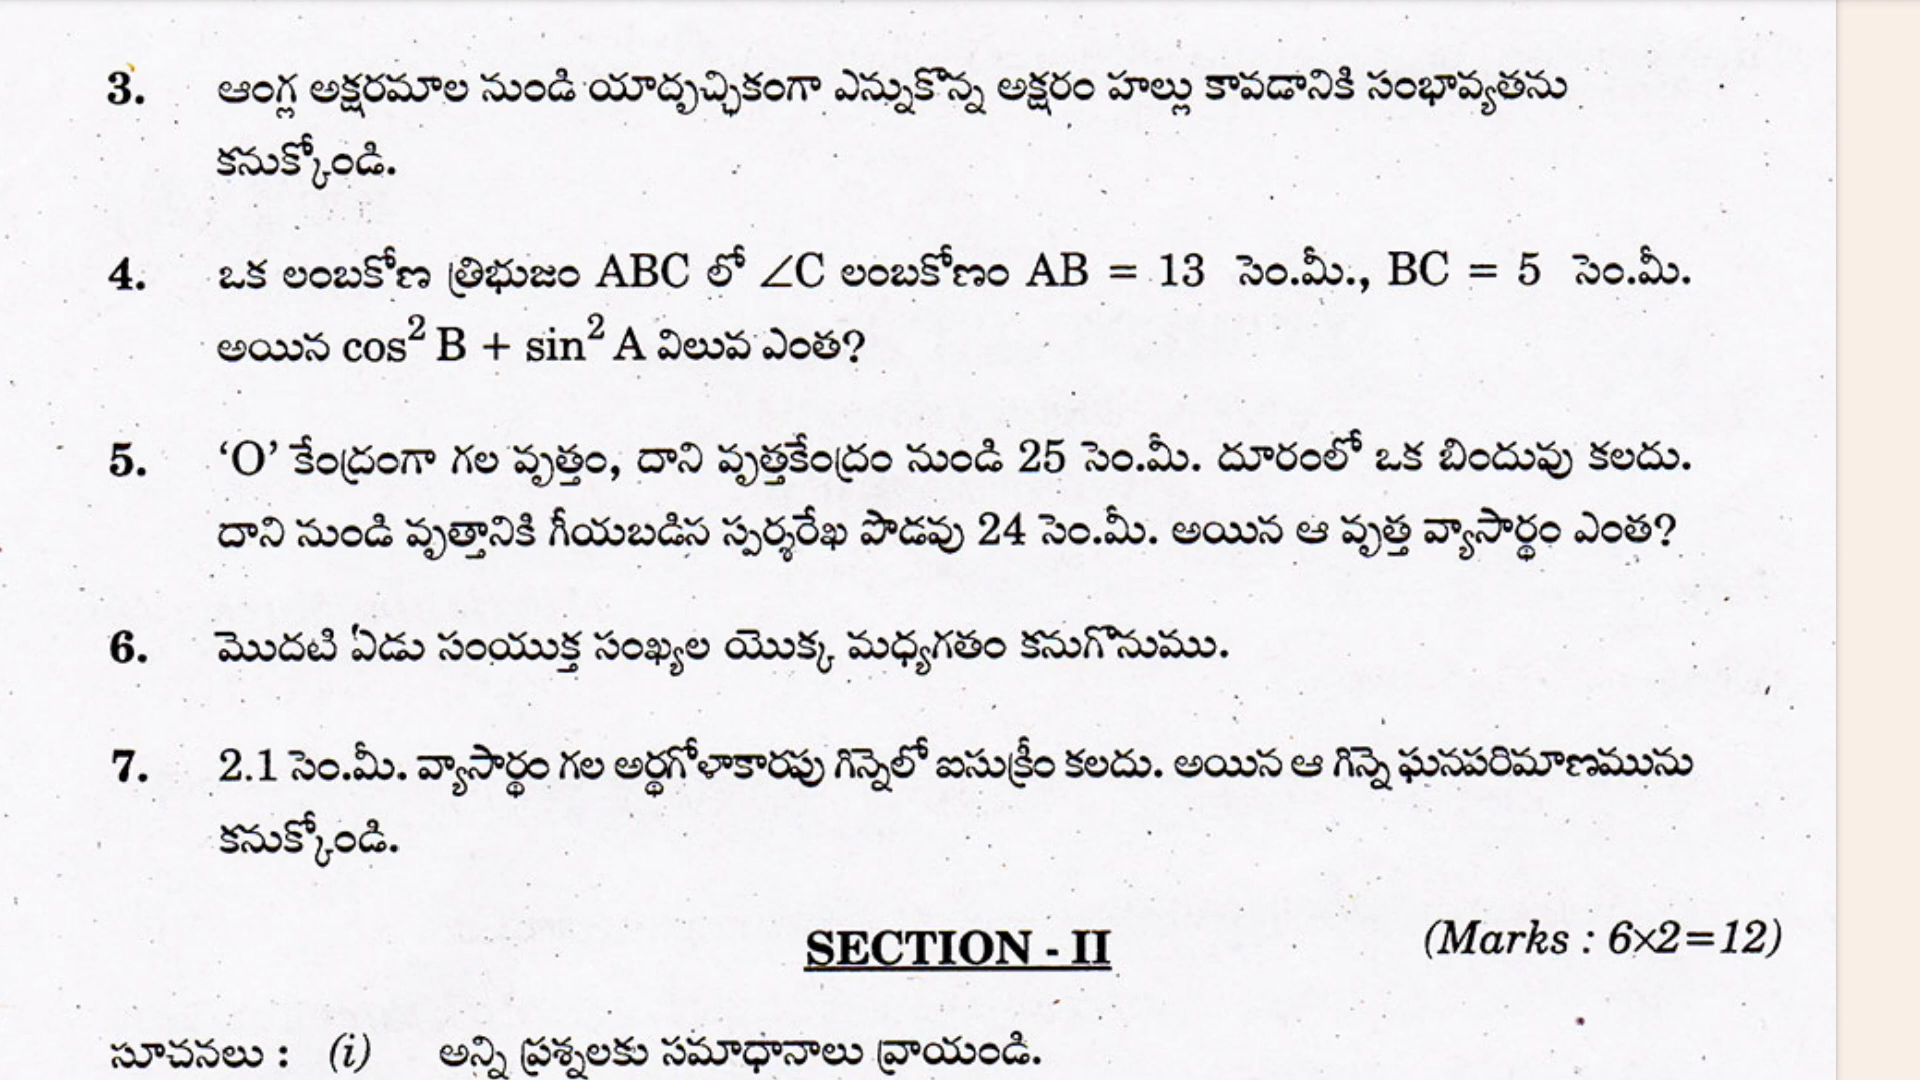 3. ఆంగ్ల అక్షరమాల నుండి యాదృచ్ఛికంగా ఎన్నుకొన్న అక్షరం హల్లు కావడానికి సంభావ్యతను
కనుక్కోండి.
4. ఒక లంబకోణ త్రిభుజం ABC లో ∠C లంబకోణం AB = 13 సెం.మీ., BC = 5 సెం.మీ.
అయిన cos² B + sin² A విలువ ఎంత?
5. ‘O’ కేంద్రంగా గల వృత్తం, దాని వృత్తకేంద్రం నుండి 25 సెం.మీ. దూరంలో ఒక బిందువు కలదు.
దాని నుండి వృత్తానికి గీయబడిన స్పర్శరేఖ పొడవు 24 సెం.మీ. అయిన ఆ వృత్త వ్యాసార్థం ఎంత?
6. మొదటి ఏడు సంయుక్త సంఖ్యల యొక్క మధ్యగతం కనుగొనుము.
7. 2.1 సెం.మీ. వ్యాసార్థం గల అర్థగోళాకారపు గిన్నెలో ఐసుక్రీం కలదు. అయిన ఆ గిన్నె ఘనపరిమాణమును
కనుక్కోండి.
SECTION - II (Marks : 6×2=12)
సూచనలు : (i) అన్ని ప్రశ్నలకు సమాధానాలు వ్రాయండి.